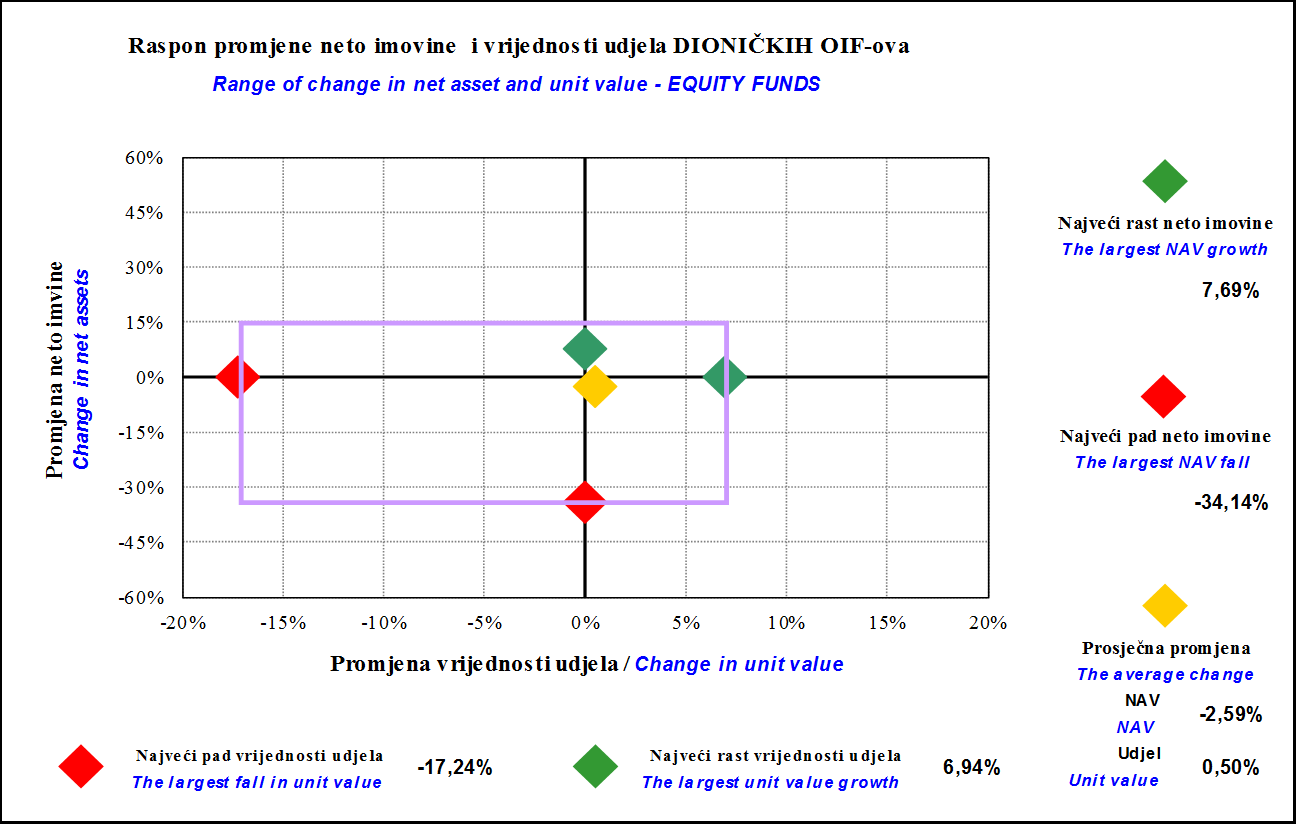 Raspon promjene neto imovine i vrijednosti udjela DIONIČKIH OIF-ova
Range of change in net asset and unit value - EQUITY FUNDS
Promjena neto imvine
Change in net assets
60%
45%
30%
15%
0%
-15%
-30%
-45%
-60%
-20%
-15%
-10%
-5%
0%
5%
10%
15%
20%
Promjena vrijednosti udjela / Change in unit value
Najveći rast neto imovine
The largest NAV growth
7,69%
Najveći pad neto imovine
The largest NAV fall
-34,14%
Prosječna promjena
The average change
NAV
NAV
-2,59%
Udjel
Unit value
0,50%
Najveći pad vrijednosti udjela
The largest fall in unit value
-17,24%
Najveći rast vrijednosti udjela
The largest unit value growth
6,94%